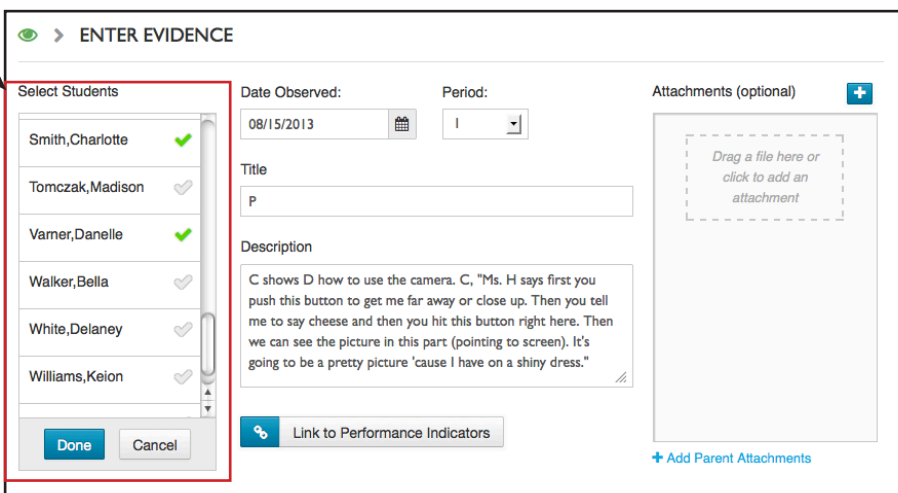 > ENTER EVIDENCE
Select Students
Smith,Charlotte
Tomczak,Madison
Varner,Danelle
Walker,Bella
White,Delaney
Williams,Keion
Done Cancel
Date Observed: Period:
08/15/2013 I
Title
P
Description
C shows D how to use the camera. C, "Ms. H says first you
push this button to get me far away or close up. Then you tell
me to say cheese and then you hit this button right here. Then
we can see the picture in this part (pointing to screen). It's
going to be a pretty picture 'cause I have on a shiny dress."
Link to Performance Indicators
Attachments (optional) +
Drag a file here or
click to add an
attachment
+ Add Parent Attachments